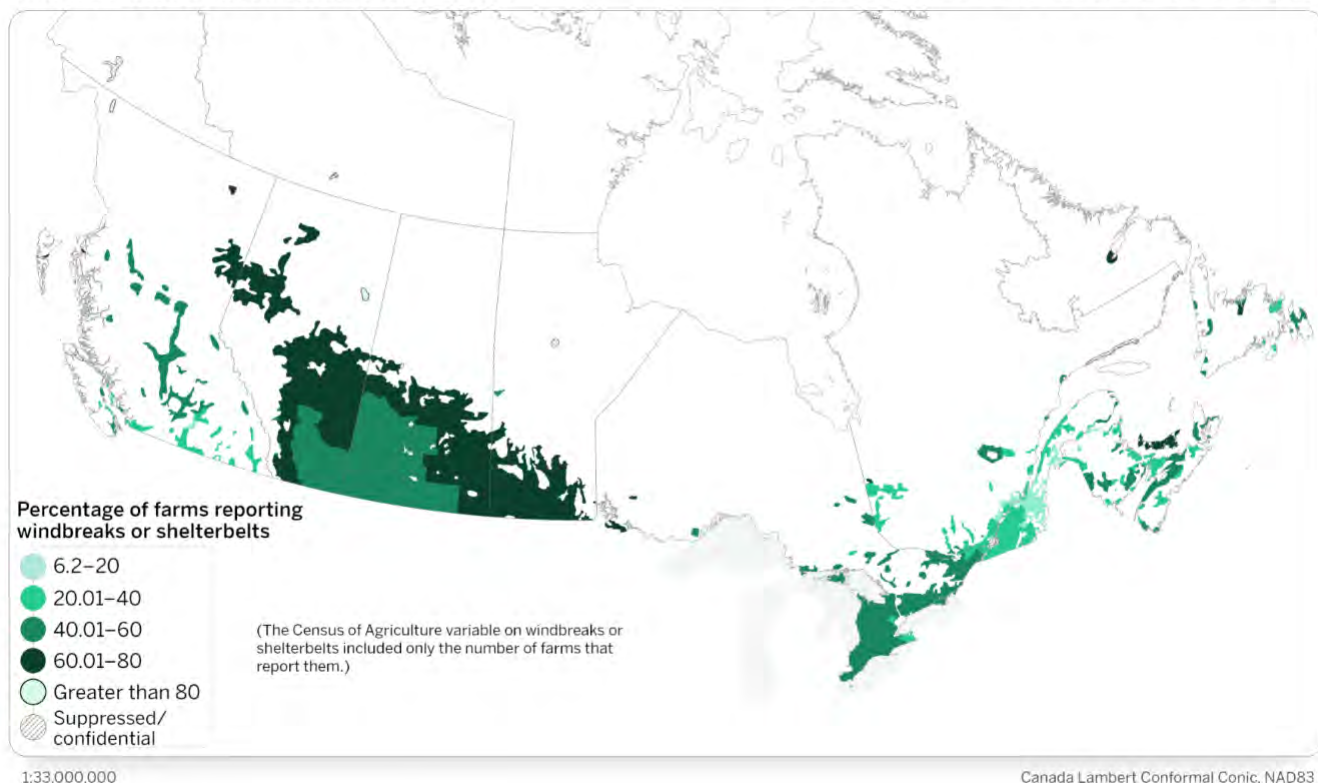 Percentage of farms reporting
windbreaks or shelterbelts
6.2–20
20.01–40
40.01–60
60.01–80
Greater than 80
Suppressed/
confidential
(The Census of Agriculture variable on windbreaks or
shelterbelts included only the number of farms that
report them.)
1:33,000,000
Canada Lambert Conformal Conic, NAD83